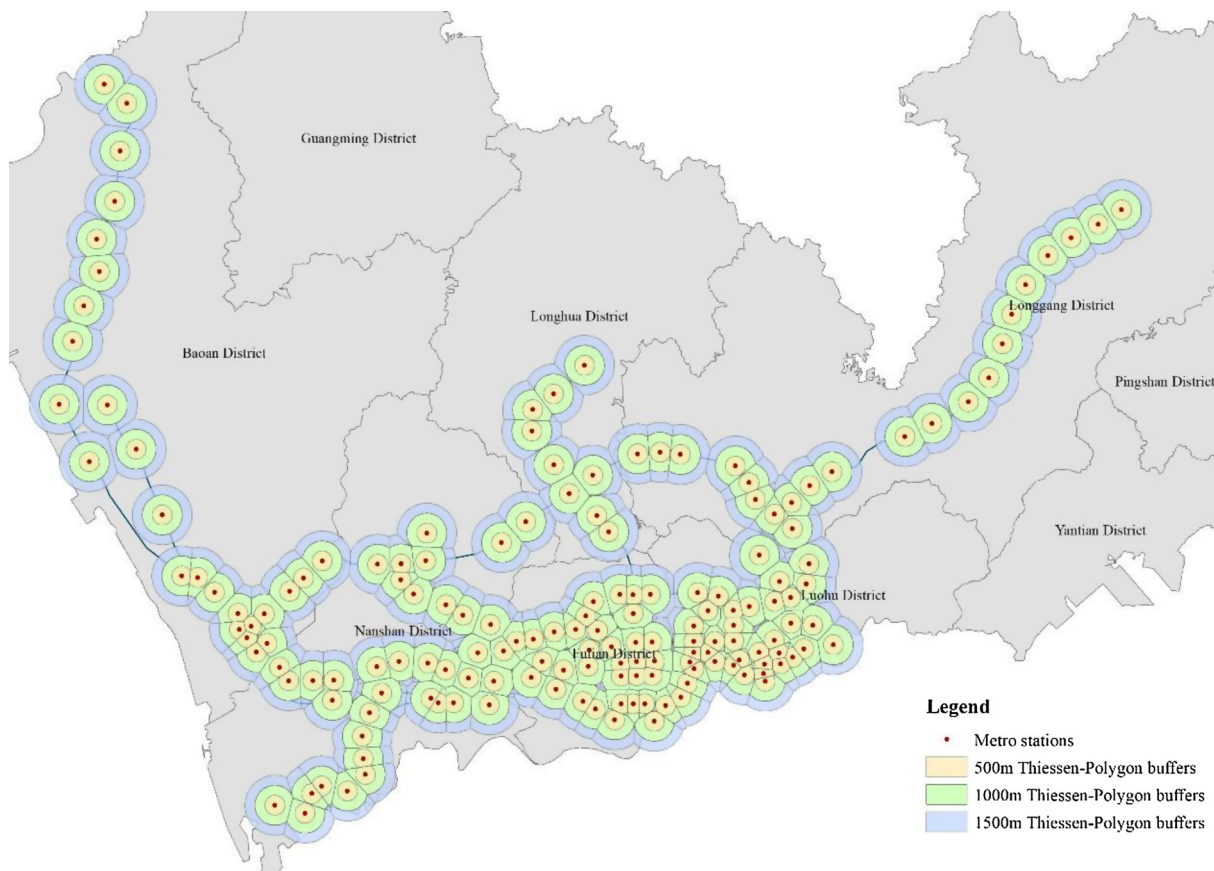 Guangming District
Longhua District
Longgang District
Baoan District
Pingshan District
Yantian District
Luohu District
Nanshan District
Futian District
Legend
Metro stations
500m Thiessen-Polygon buffers
1000m Thiessen-Polygon buffers
1500m Thiessen-Polygon buffers